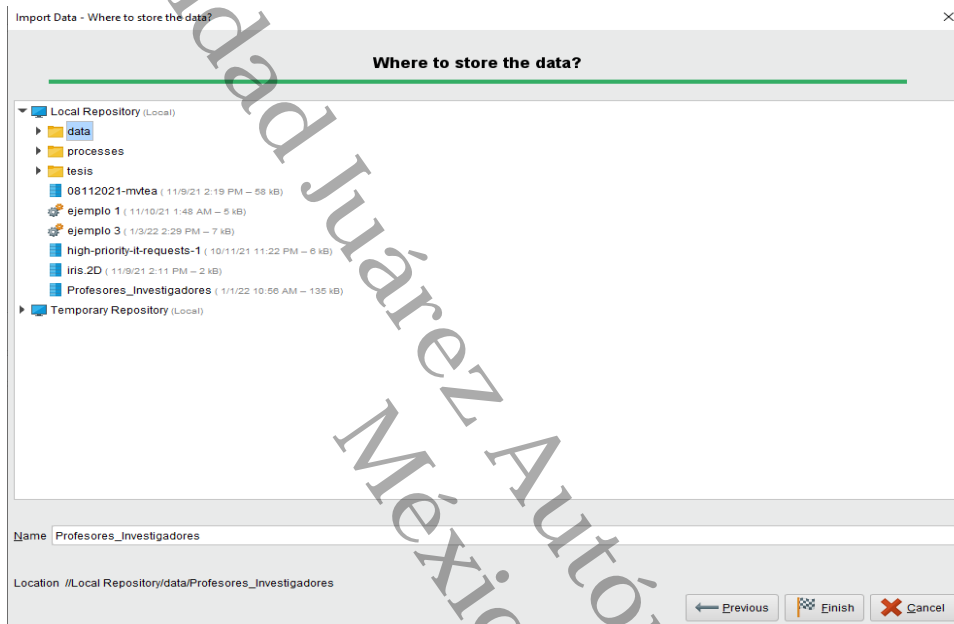 Import Data - Where to store the data?
Where to store the data?
Local Repository (Local)
data
processes
tesis
08112021-mvtea ( 11/9/21 2:19 PM – 58 kB)
ejemplo 1 ( 11/10/21 1:48 AM – 5 kB)
ejemplo 3 ( 1/3/22 2:29 PM – 7 kB)
high-priority-it-requests-1 ( 10/11/21 11:22 PM – 6 kB)
iris.2D ( 11/9/21 2:11 PM – 2 kB)
Profesores_Investigadores ( 1/1/22 10:56 AM – 135 kB)
Temporary Repository (Local)
Name Profesores_Investigadores
Location //Local Repository/data/Profesores_Investigadores
Previous Finish Cancel
Juárez